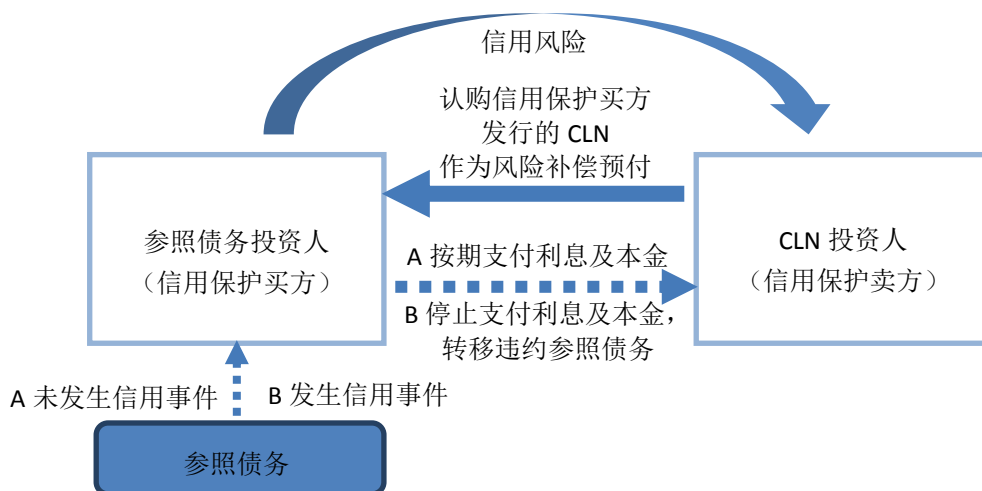 信用风险
认购信用保护买方
发行的 CLN
作为风险补偿预付
参照债务投资人
（信用保护买方）
CLN 投资人
（信用保护卖方）
A 按期支付利息及本金
B 停止支付利息及本金，
转移违约参照债务
A 未发生信用事件
B 发生信用事件
参照债务